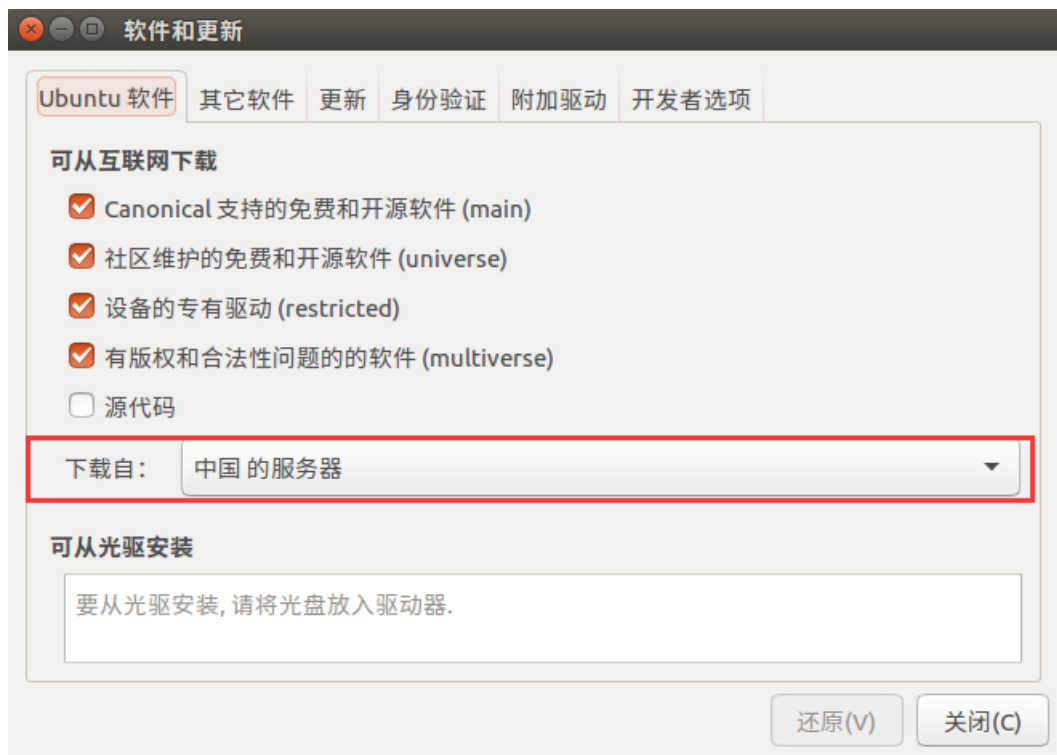 软件和更新
Ubuntu 软件 其它软件 更新 身份验证 附加驱动 开发者选项
可从互联网下载
Canonical 支持的免费和开源软件 (main)
社区维护的免费和开源软件 (universe)
设备的专有驱动 (restricted)
有版权和合法性问题的的软件 (multiverse)
源代码
下载自： 中国 的服务器
可从光驱安装
要从光驱安装, 请将光盘放入驱动器.
还原(V) 关闭(C)